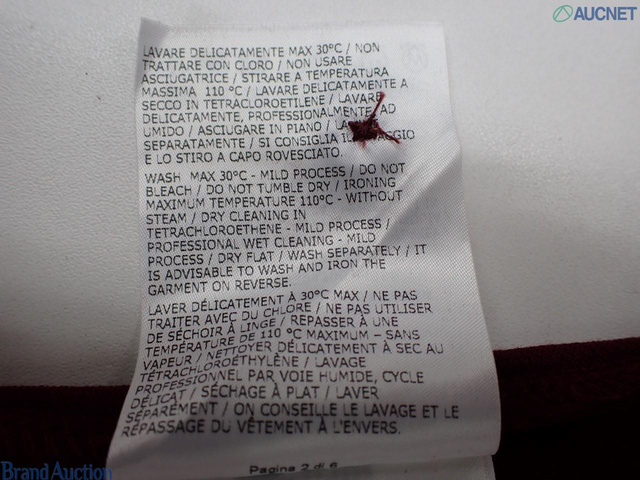 AUCNET
LAVARE DELICATAMENTE MAX 30°C / NON
TRATTARE CON CLORO / NON USARE
ASCIUGATRICE / STIRARE A TEMPERATURA
MASSIMA 110 °C / LAVARE DELICATAMENTE A
SECCO IN TETRACLOROETILENE / LAVARE
DELICATAMENTE, PROFESSIONALMENTE, AD
UMIDO / ASCIUGARE IN PIANO /
SEPARATAMENTE / SI CONSIGLIA IL
E LO STIRO A CAPO ROVESCIATO.
WASH MAX 30°C - MILD PROCESS / DO NOT
BLEACH / DO NOT TUMBLE DRY / IRONING
MAXIMUM TEMPERATURE 110°C - WITHOUT
STEAM / DRY CLEANING IN
TETRACHLOROETHENE - MILD PROCESS /
PROFESSIONAL WET CLEANING - MILD
PROCESS / DRY FLAT / WASH SEPARATELY / IT
IS ADVISABLE TO WASH AND IRON THE
GARMENT ON REVERSE.
LAVER DÉLICATEMENT À 30°C MAX / NE PAS
TRAITER AVEC DU CHLORE / NE PAS UTILISER
DE SÉCHOIR À LINGE / REPASSER À UNE
TEMPÉRATURE DE 110 °C MAXIMUM – SANS
VAPEUR / NETTOYER DÉLICATEMENT À SEC AU
TÉTRACHLOROÉTHYLÈNE / LAVAGE
PROFESSIONNEL PAR VOIE HUMIDE, CYCLE
DÉLICAT / SÉCHAGE À PLAT / LAVER
SÉPARÉMENT / ON CONSEILLE LE LAVAGE ET LE
REPASSAGE DU VÊTEMENT À L'ENVERS.
Pagina 2 di 6
Brand Auction